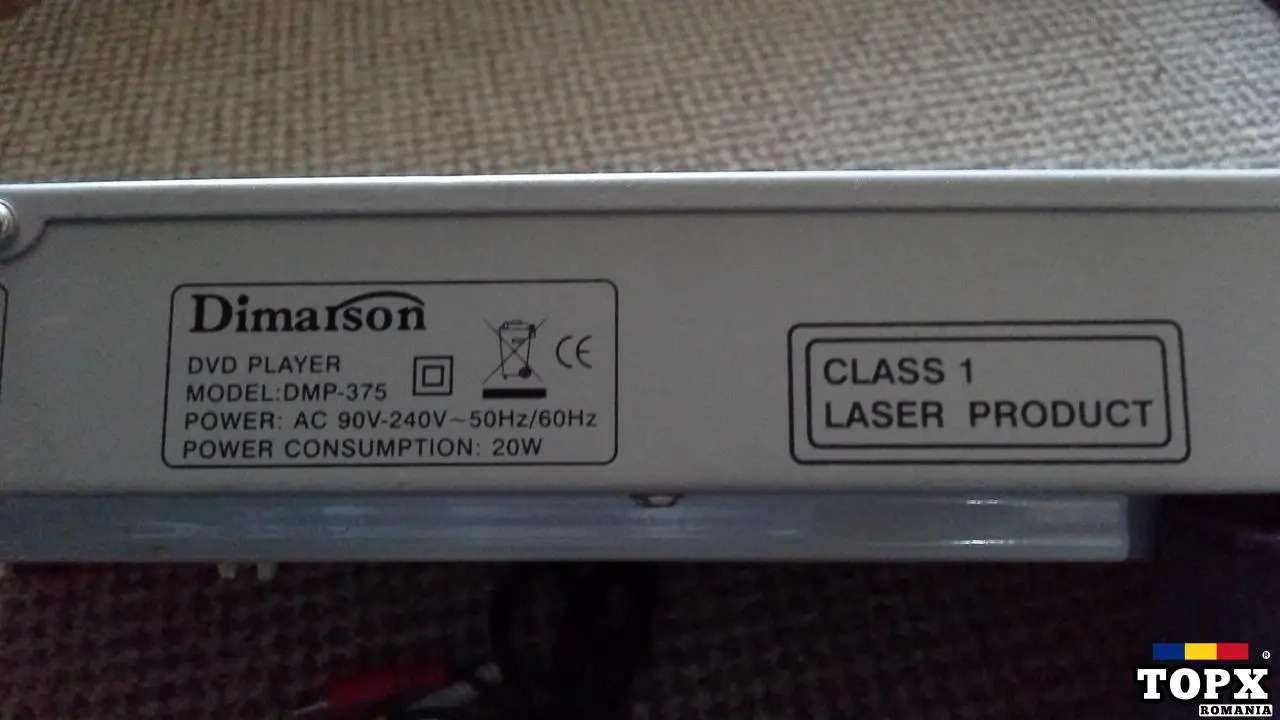 Dimarson
DVD PLAYER
MODEL:DMP-375
POWER: AC 90V-240V~50Hz/60Hz
POWER CONSUMPTION: 20W
CE
CLASS 1
LASER PRODUCT
TOPX
ROMANIA
®